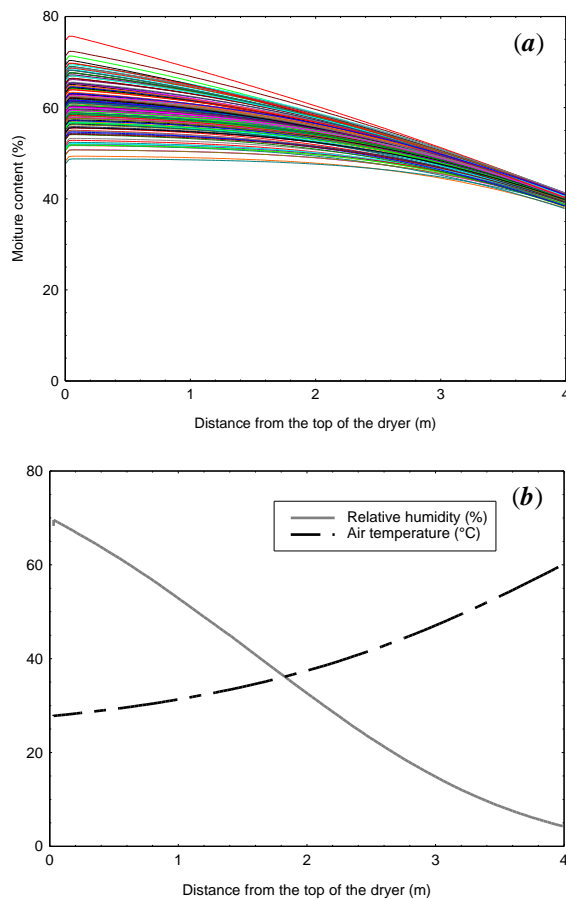 80
(a)
60
Moiture content (%)
40
20
0
0 1 2 3 4
Distance from the top of the dryer (m)
80
(b)
Relative humidity (%)
Air temperature (°C)
60
40
20
0
0 1 2 3 4
Distance from the top of the dryer (m)